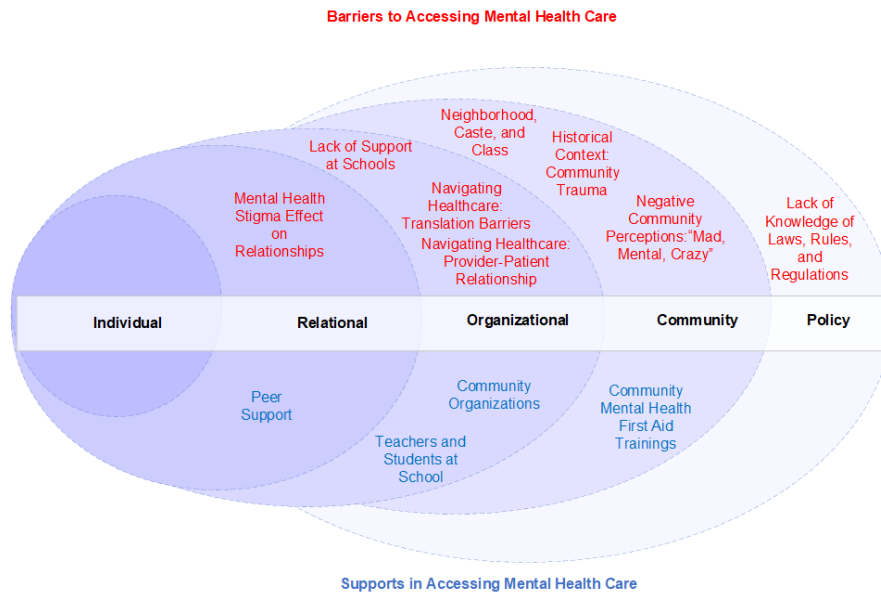 Barriers to Accessing Mental Health Care
Neighborhood,
Caste, and
Class
Historical
Context:
Community
Trauma
Lack of Support
at Schools
Mental Health
Stigma Effect
on
Relationships
Navigating
Healthcare:
Translation Barriers
Navigating Healthcare:
Provider-Patient
Relationship
Negative
Community
Perceptions:“Mad,
Mental, Crazy”
Lack of
Knowledge of
Laws, Rules,
and
Regulations
Individual
Relational
Organizational
Community
Policy
Peer
Support
Community
Organizations
Teachers and
Students at
School
Community
Mental Health
First Aid
Trainings
Supports in Accessing Mental Health Care